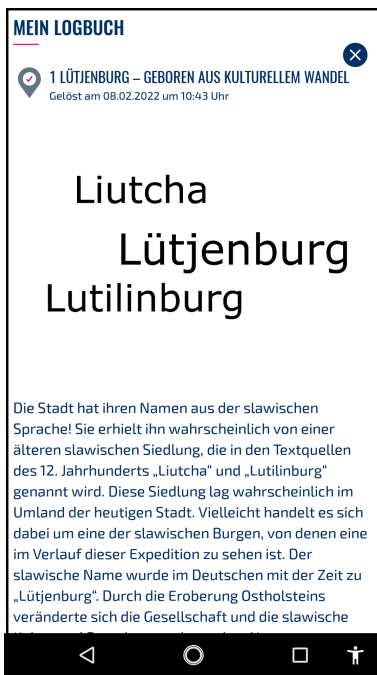 MEIN LOGBUCH
1 LÜTJENBURG – GEBOREN AUS KULTURELLEM WANDEL
Gelöst am 08.02.2022 um 10:43 Uhr
Liutcha
Lütjenburg
Lutilinburg
Die Stadt hat ihren Namen aus der slawischen
Sprache! Sie erhielt ihn wahrscheinlich von einer
älteren slawischen Siedlung, die in den Textquellen
des 12. Jahrhunderts „Liutcha“ und „Lutilinburg“
genannt wird. Diese Siedlung lag wahrscheinlich im
Umland der heutigen Stadt. Vielleicht handelt es sich
dabei um eine der slawischen Burgen, von denen eine
im Verlauf dieser Expedition zu sehen ist. Der
slawische Name wurde im Deutschen mit der Zeit zu
„Lütjenburg“. Durch die Eroberung Ostholsteins
veränderte sich die Gesellschaft und die slawische